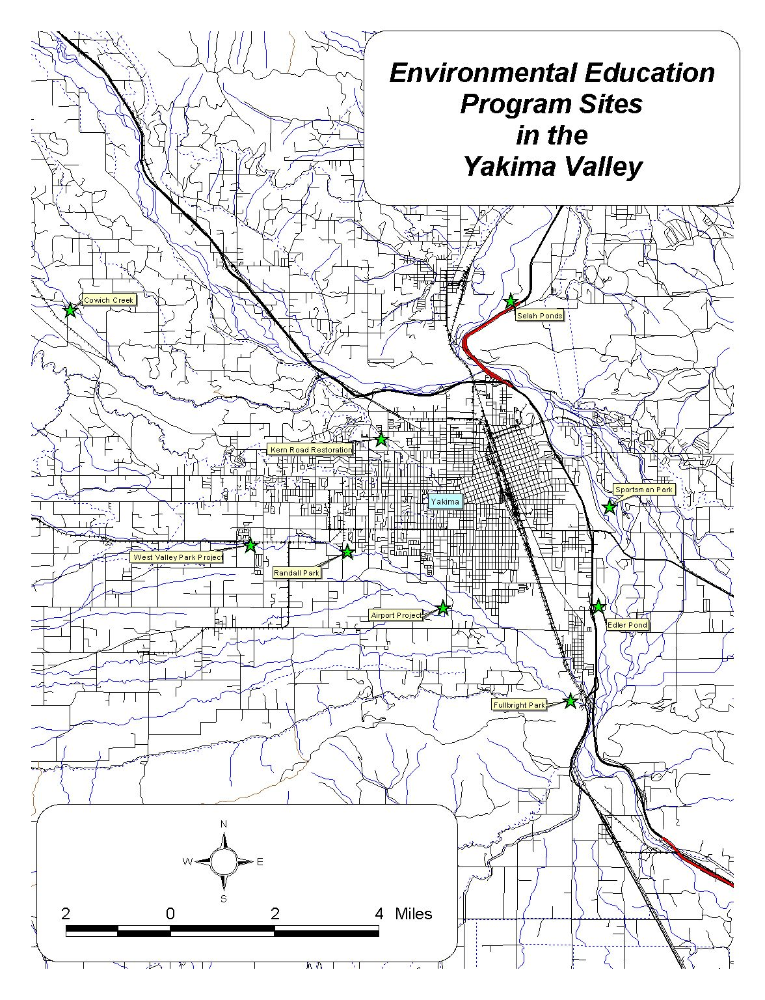 Environmental Education
Program Sites
in the
Yakima Valley
Cowich Creek
Selah Ponds
Kern Road Restoration
Sportsman Park
Yakima
West Valley Park Project
Randall Park
Airport Project
Edler Pond
Fullbright Park
N
W E
S
2 0 2 4 Miles